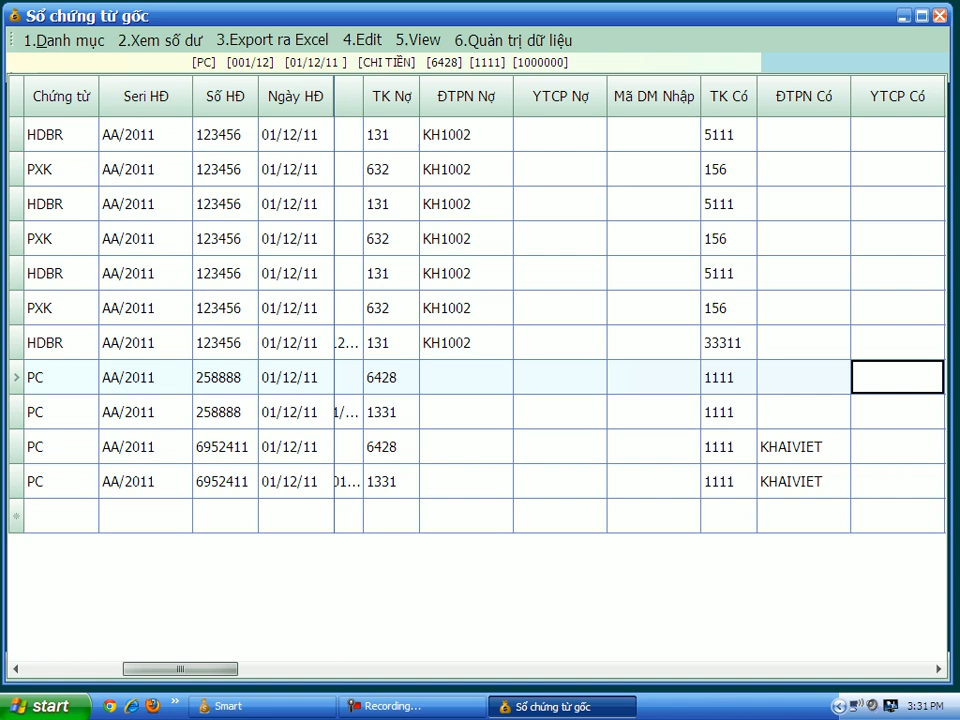 Sổ chứng từ gốc
1.Danh mục 2.Xem số dư 3.Export ra Excel 4.Edit 5.View 6.Quản trị dữ liệu
[PC] [001/12] [01/12/11 ] [CHI TIỀN] [6428] [1111] [1000000]
Chứng từ Seri HĐ Số HĐ Ngày HĐ TK Nợ ĐTPN Nợ YTCP Nợ Mã DM Nhập TK Có ĐTPN Có YTCP Có
HDBR AA/2011 123456 01/12/11 131 KH1002 5111
PXK AA/2011 123456 01/12/11 632 KH1002 156
HDBR AA/2011 123456 01/12/11 131 KH1002 5111
PXK AA/2011 123456 01/12/11 632 KH1002 156
HDBR AA/2011 123456 01/12/11 131 KH1002 5111
PXK AA/2011 123456 01/12/11 632 KH1002 156
HDBR AA/2011 123456 01/12/11 .2... 131 KH1002 33311
PC AA/2011 258888 01/12/11 6428 1111
PC AA/2011 258888 01/12/11 1/... 1331 1111
PC AA/2011 6952411 01/12/11 6428 1111 KHAIVIET
PC AA/2011 6952411 01/12/11 01... 1331 1111 KHAIVIET
start Smart Recording... Sổ chứng từ gốc 3:31 PM